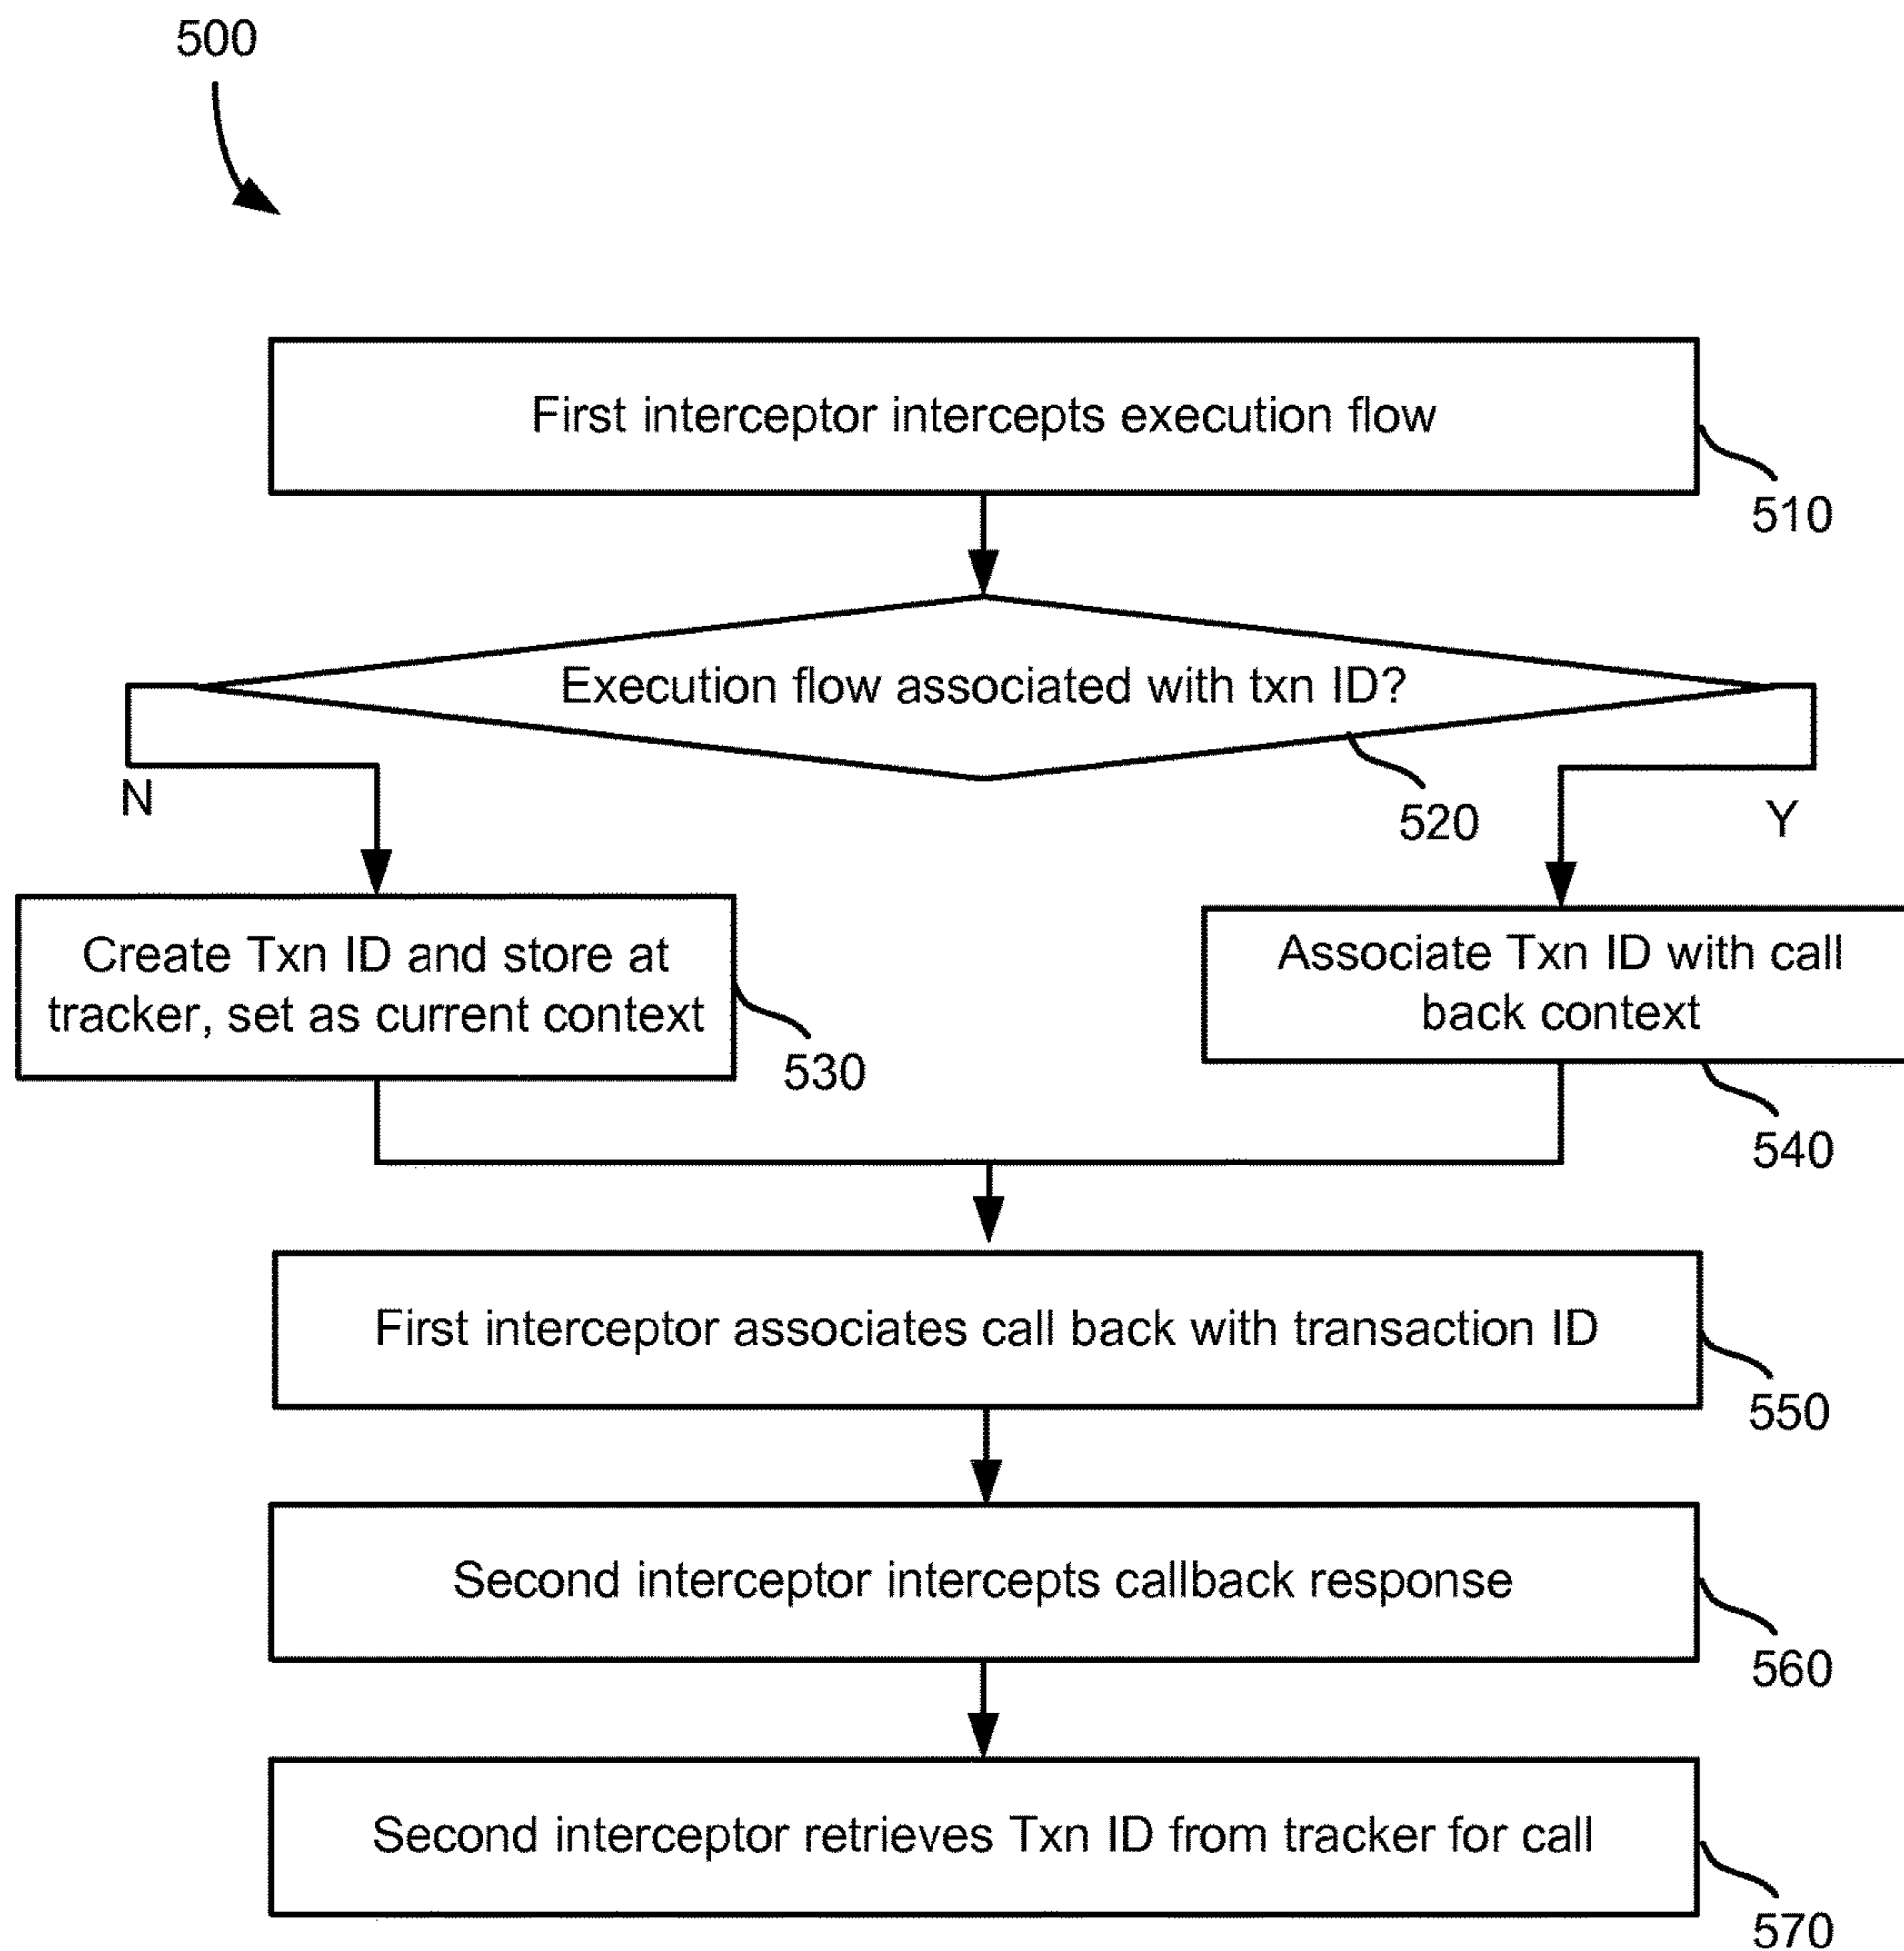 500
First interceptor intercepts execution flow
510
Execution flow associated with txn ID?
520
N
Y
Create Txn ID and store at
tracker, set as current context
530
Associate Txn ID with call
back context
540
First interceptor associates call back with transaction ID
550
Second interceptor intercepts callback response
560
Second interceptor retrieves Txn ID from tracker for call
570